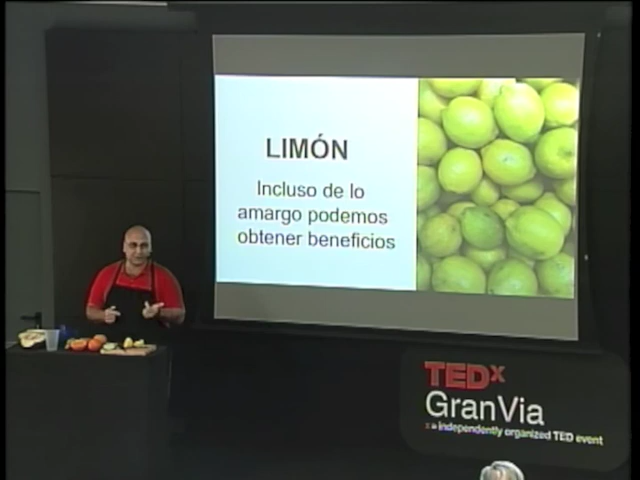 LIMÓN
Incluso de lo
amargo podemos
obtener beneficios
TEDx
GranVia
x = independently organized TED event